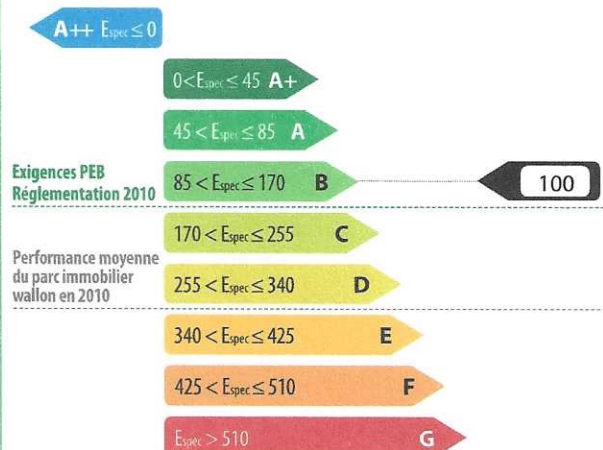 A++ Espec ≤ 0
0<Espec ≤ 45 A+
45 < Espec ≤ 85 A
Exigences PEB
Réglementation 2010
85 < Espec ≤ 170 B
100
170 < Espec ≤ 255 C
Performance moyenne
du parc immobilier
wallon en 2010
255 < Espec ≤ 340 D
340 < Espec ≤ 425 E
425 < Espec ≤ 510 F
Espec > 510 G